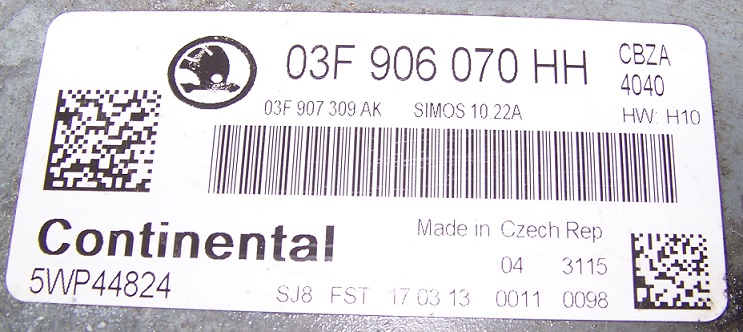 03F 906 070 HH
CBZA
4040
03F 907 309 AK SIMOS 10.22A HW: H10
Continental
5WP44824
Made in Czech Rep
04 3115
SJ8 FST 17 03 13 0011 0098